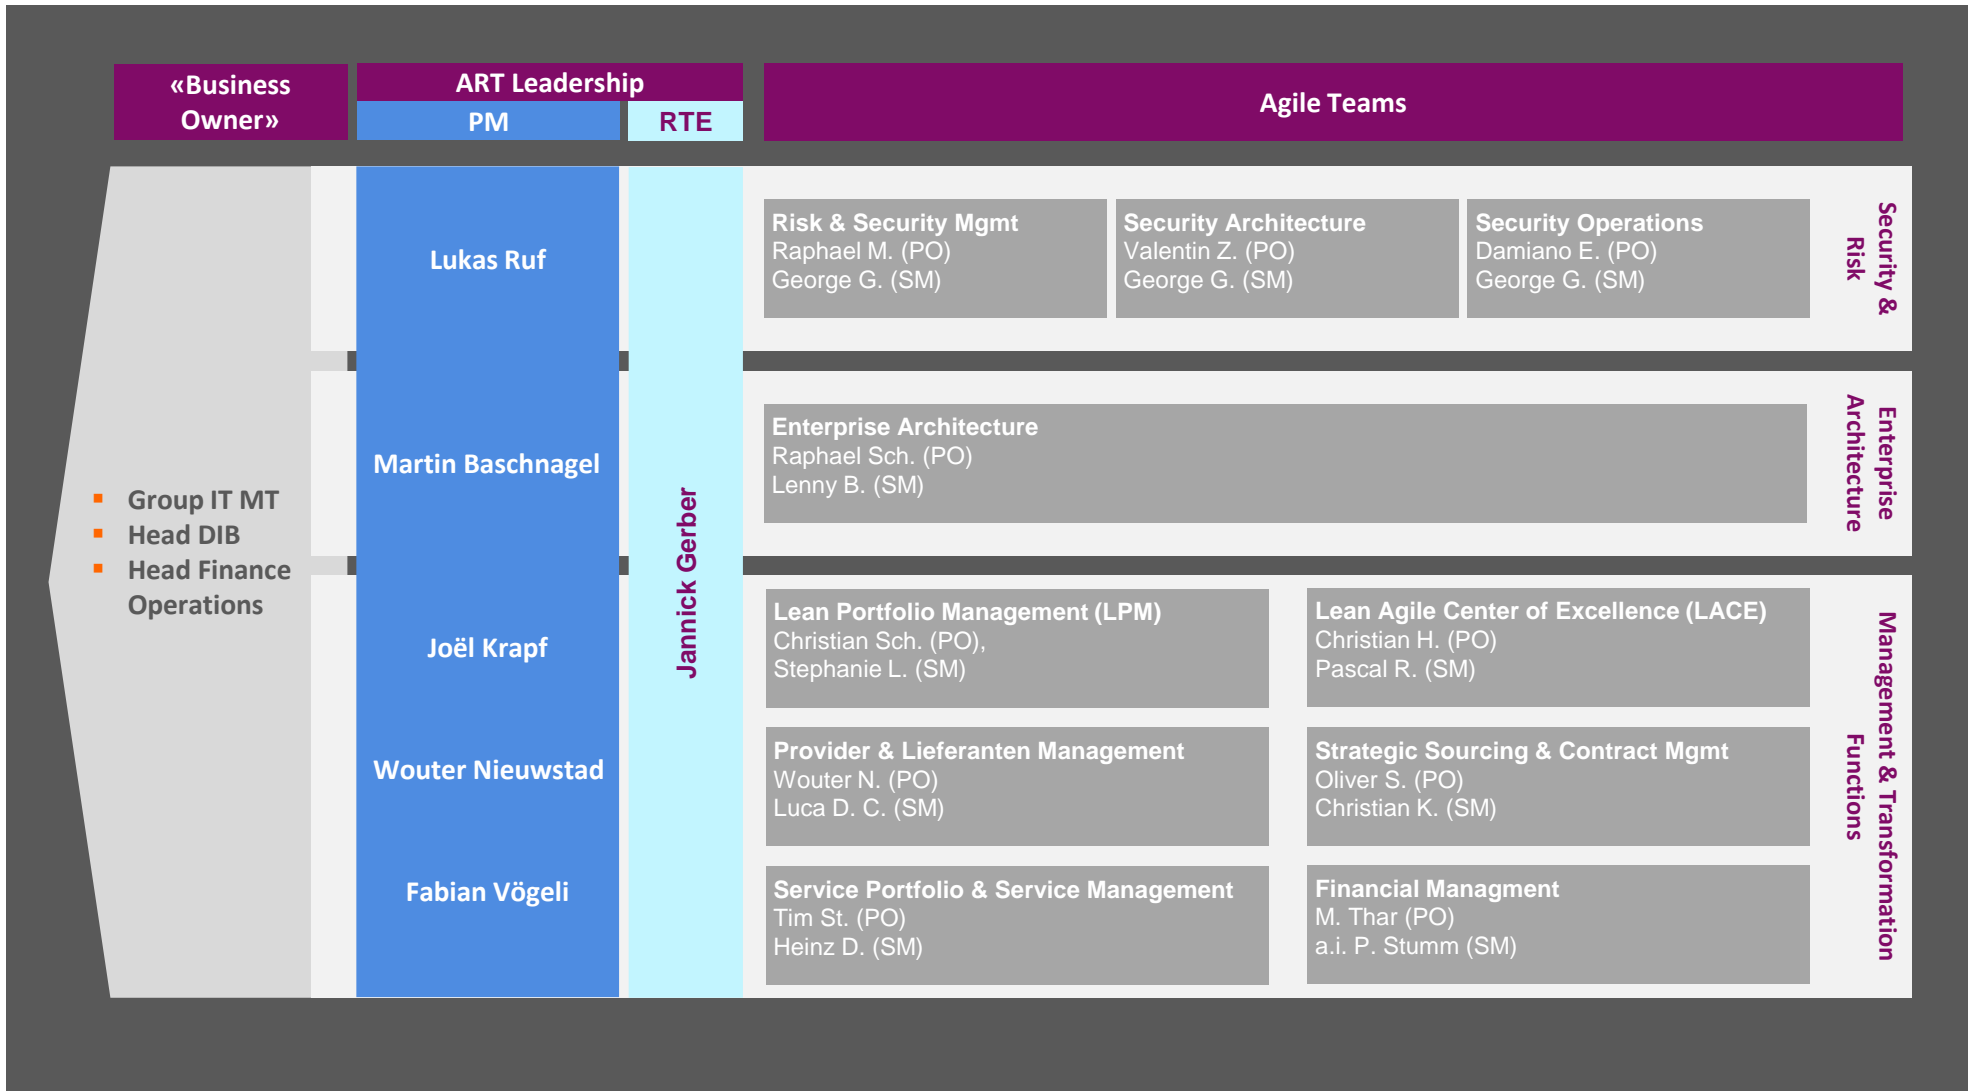 «Business
Owner»
ART Leadership
PM
RTE
Agile Teams
Group IT MT
Head DIB
Head Finance
Operations
Lukas Ruf
Martin Baschnagel
Joël Krapf
Wouter Nieuwstad
Fabian Vögeli
Jannick Gerber
Risk & Security Mgmt
Raphael M. (PO)
George G. (SM)
Security Architecture
Valentin Z. (PO)
George G. (SM)
Security Operations
Damiano E. (PO)
George G. (SM)
Security &
Risk
Enterprise Architecture
Raphael Sch. (PO)
Lenny B. (SM)
Enterprise
Architecture
Lean Portfolio Management (LPM)
Christian Sch. (PO),
Stephanie L. (SM)
Lean Agile Center of Excellence (LACE)
Christian H. (PO)
Pascal R. (SM)
Provider & Lieferanten Management
Wouter N. (PO)
Luca D. C. (SM)
Strategic Sourcing & Contract Mgmt
Oliver S. (PO)
Christian K. (SM)
Service Portfolio & Service Management
Tim St. (PO)
Heinz D. (SM)
Financial Managment
M. Thar (PO)
a.i. P. Stumm (SM)
Management & Transformation
Functions